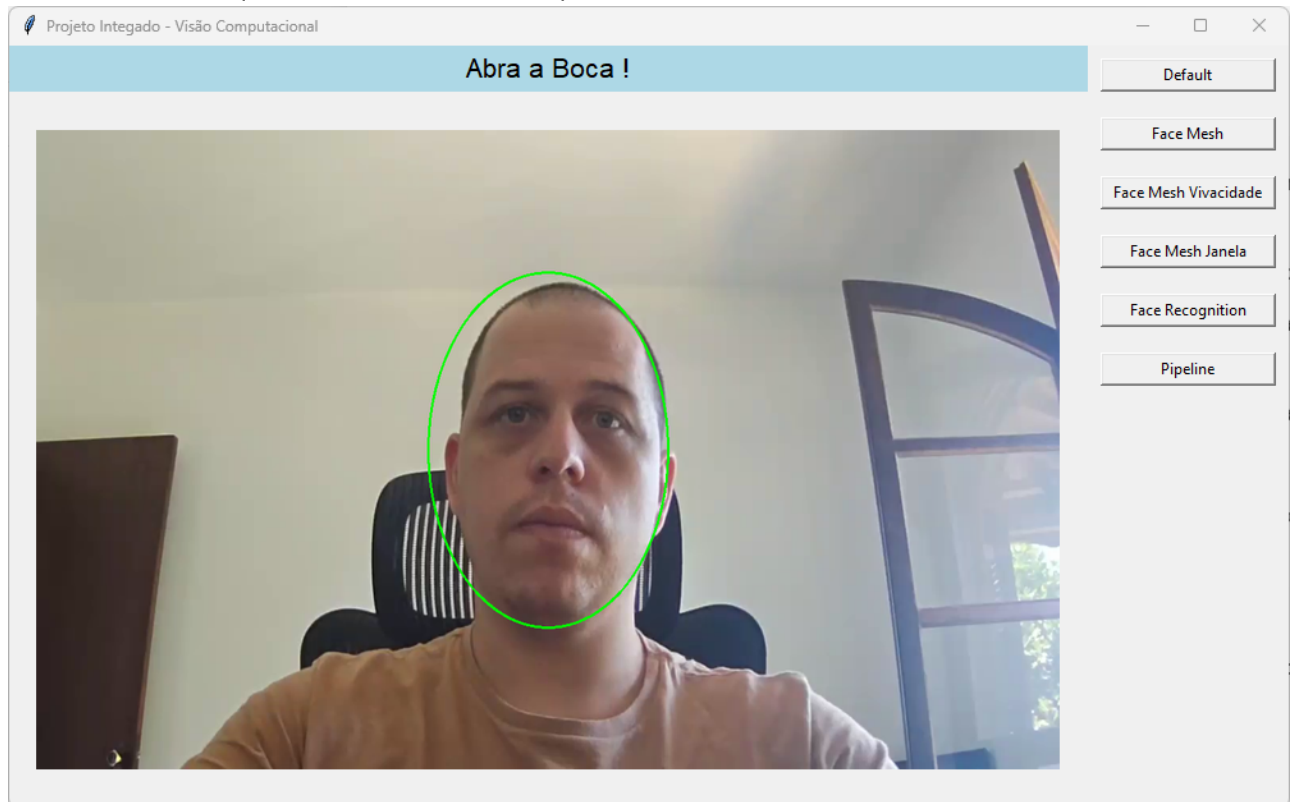 Projeto Integado - Visão Computacional
Abra a Boca !
Default
Face Mesh
Face Mesh Vivacidade
Face Mesh Janela
Face Recognition
Pipeline